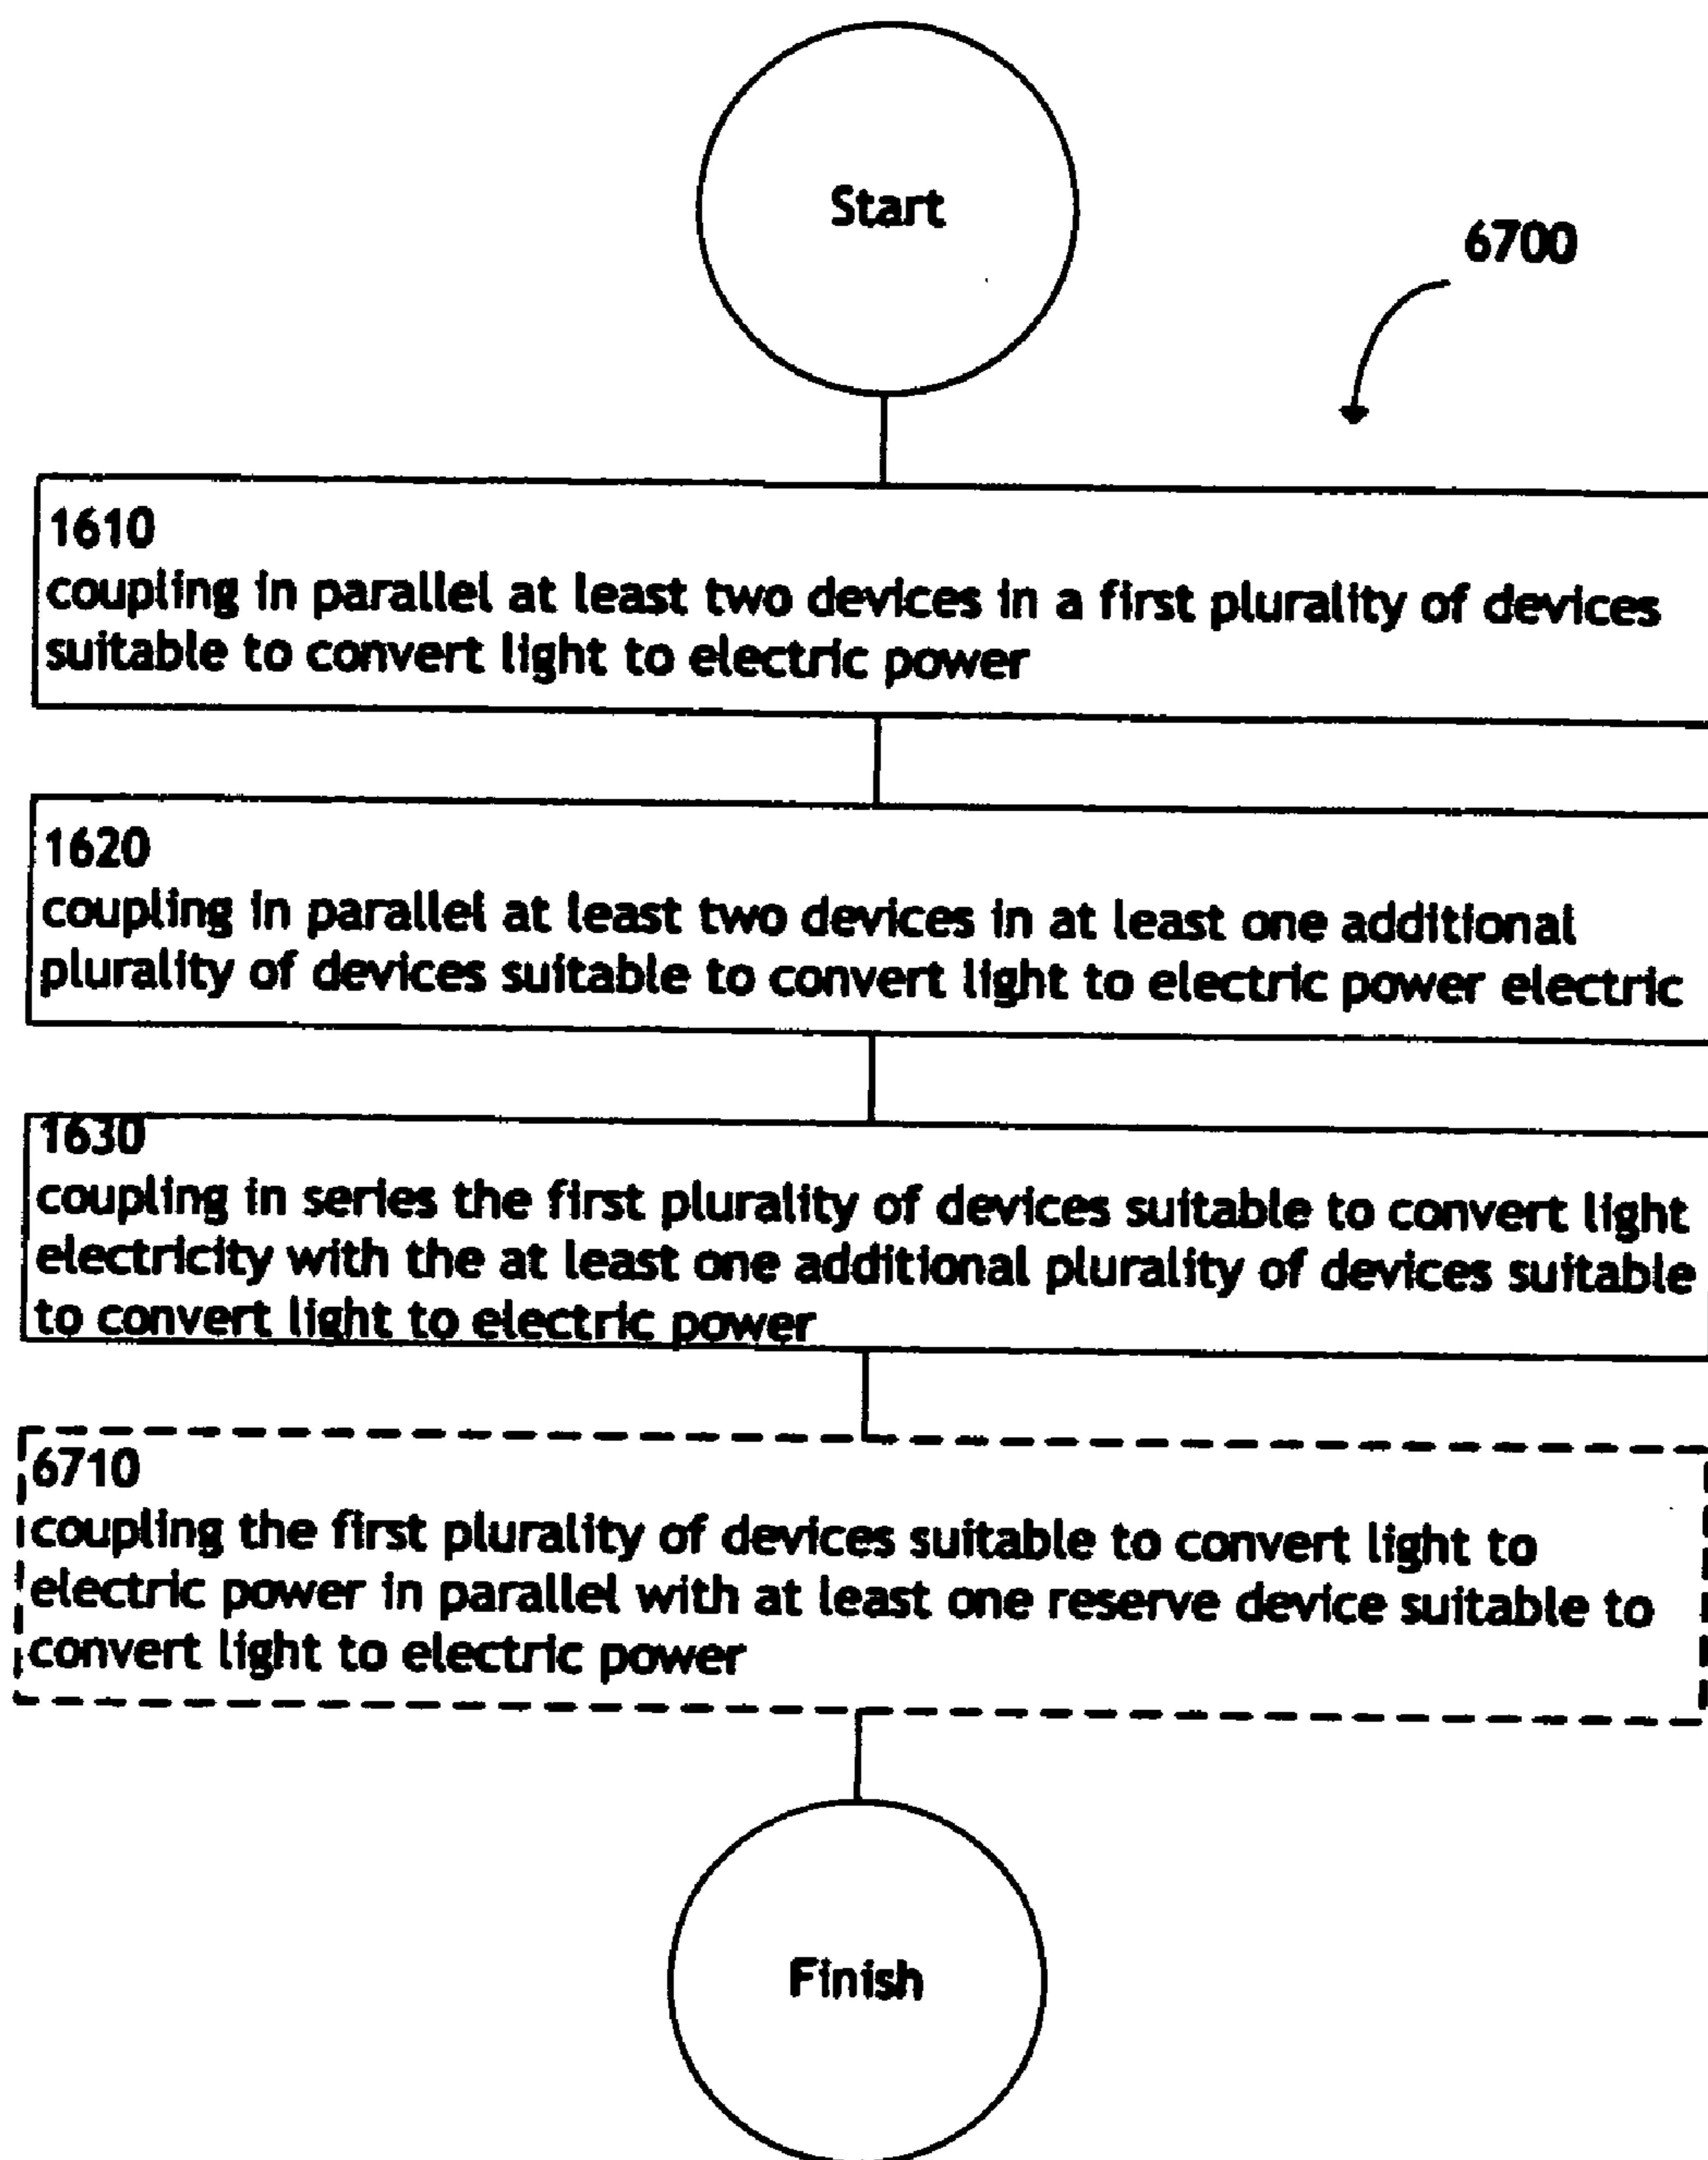 Start
6700
1610
coupling in parallel at least two devices in a first plurality of devices
suitable to convert light to electric power
1620
coupling in parallel at least two devices in at least one additional
plurality of devices suitable to convert light to electric power electric
1630
coupling in series the first plurality of devices suitable to convert light
electricity with the at least one additional plurality of devices suitable
to convert light to electric power
6710
coupling the first plurality of devices suitable to convert light to
electric power in parallel with at least one reserve device suitable to
convert light to electric power
Finish